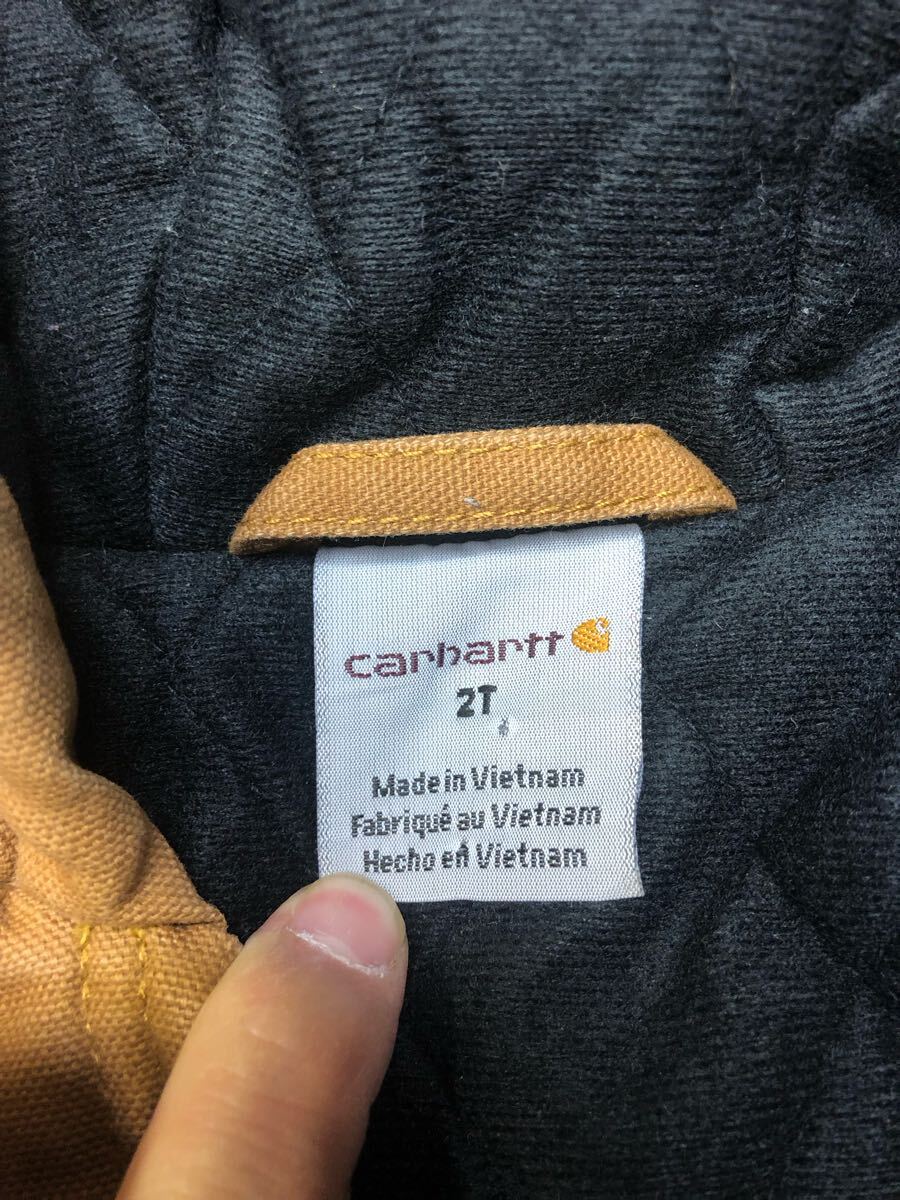 carhartt
2T
Made in Vietnam
Fabriqué au Vietnam
Hecho en Vietnam